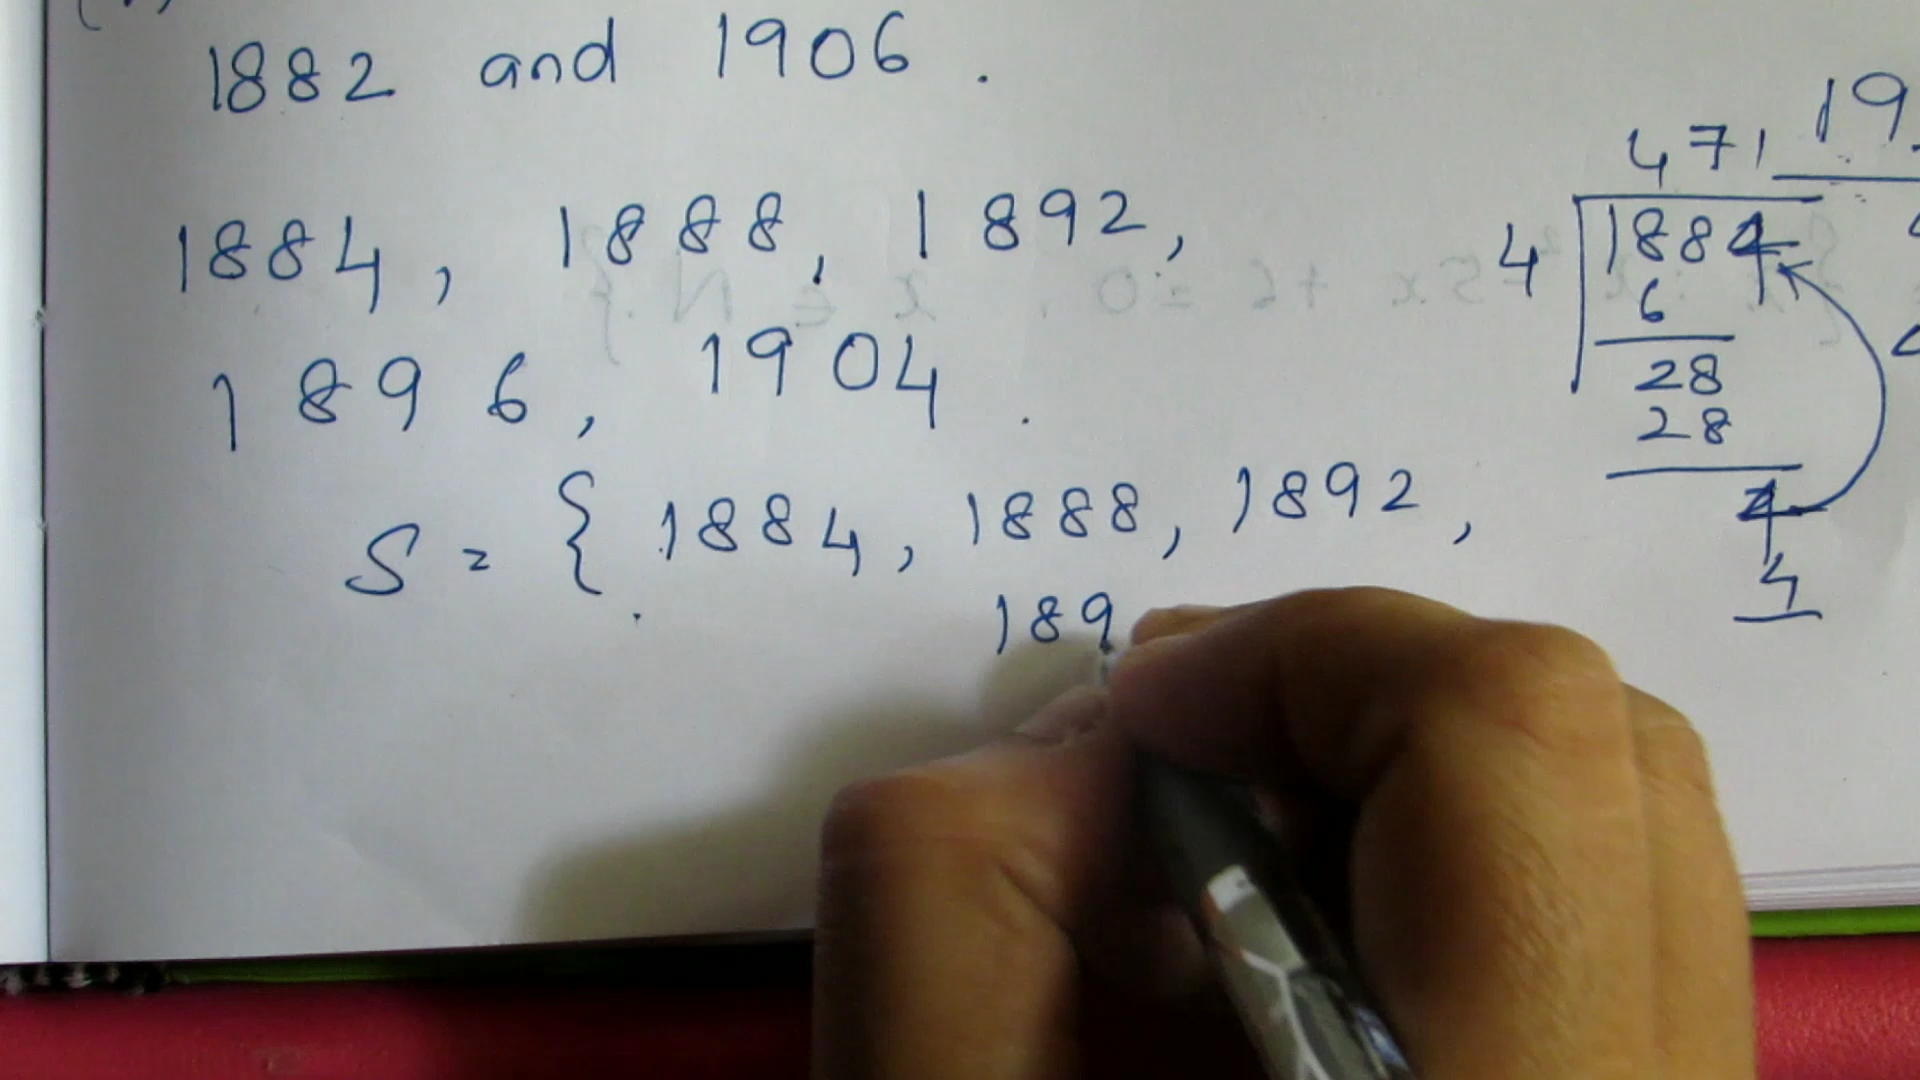 1882 and 1906 .
1884 , 1888 , 1892 ,
1896 , 1904 .
S = { 1884 , 1888 , 1892 ,
189
19
471
4 1884
6
28
28
4
4